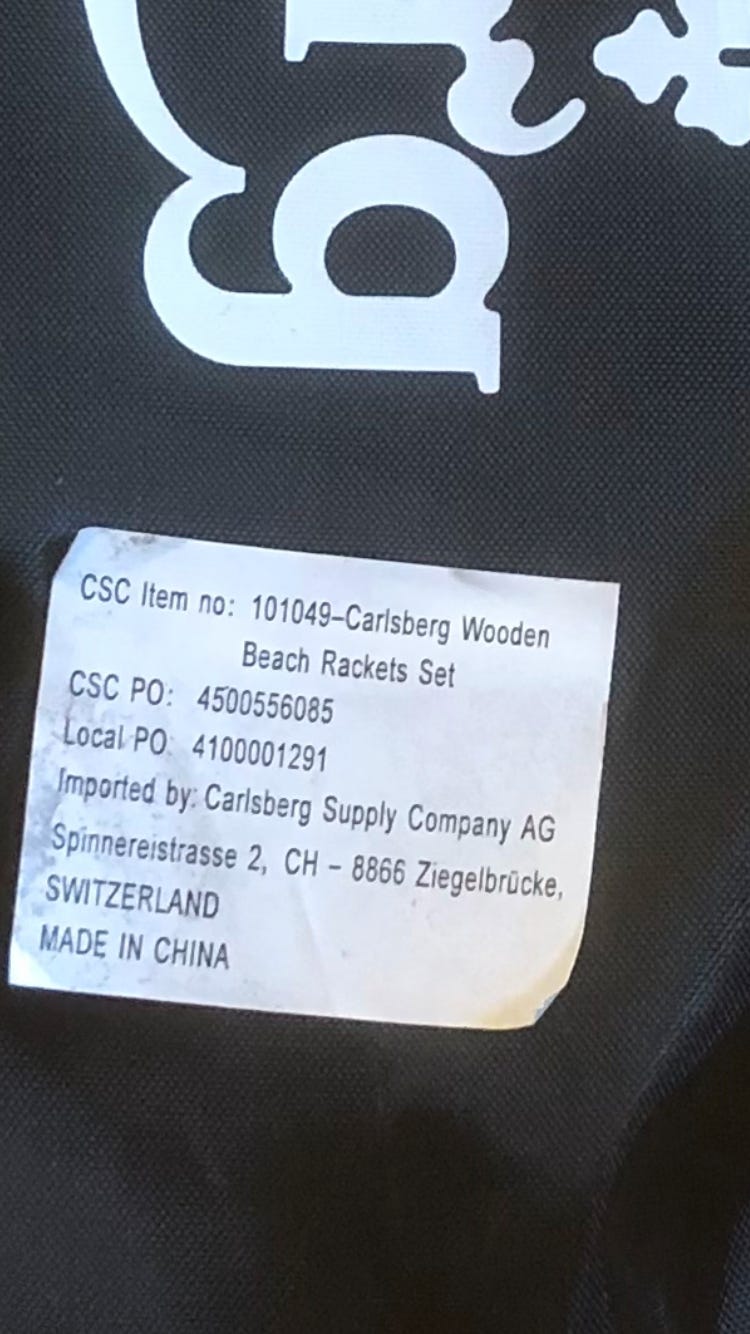 rg
CSC Item no: 101049-Carlsberg Wooden
Beach Rackets Set
CSC PO: 4500556085
Local PO: 4100001291
Imported by: Carlsberg Supply Company AG
Spinnereistrasse 2, CH - 8866 Ziegelbrücke,
SWITZERLAND
MADE IN CHINA